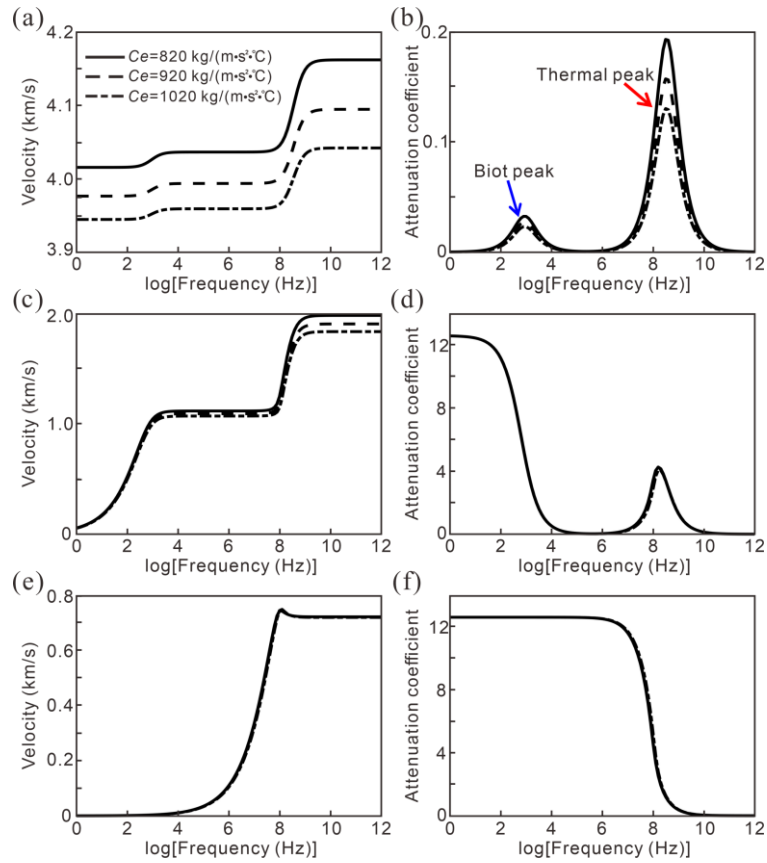 (a)
4.2
4.1
4.0
3.9
Velocity (km/s)
Ce=820 kg/(m•s²•℃)
Ce=920 kg/(m•s²•℃)
Ce=1020 kg/(m•s²•℃)
0 2 4 6 8 10 12
log[Frequency (Hz)]
(b)
0.2
0.1
0
Attenuation coefficient
Thermal peak
Biot peak
0 2 4 6 8 10 12
log[Frequency (Hz)]
(c)
2.0
1.0
0
Velocity (km/s)
0 2 4 6 8 10 12
log[Frequency (Hz)]
(d)
12
8
4
0
Attenuation coefficient
0 2 4 6 8 10 12
log[Frequency (Hz)]
(e)
0.8
0.6
0.4
0.2
0
Velocity (km/s)
0 2 4 6 8 10 12
log[Frequency (Hz)]
(f)
12
8
4
0
Attenuation coefficient
0 2 4 6 8 10 12
log[Frequency (Hz)]